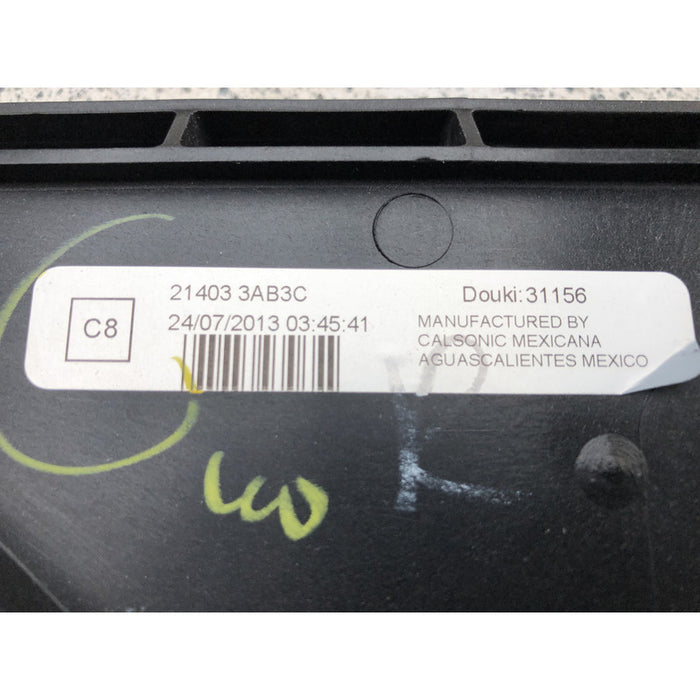 21403 3AB3C
Douki:31156
C8
24/07/2013 03:45:41
MANUFACTURED BY
CALSONIC MEXICANA
AGUASCALIENTES MEXICO